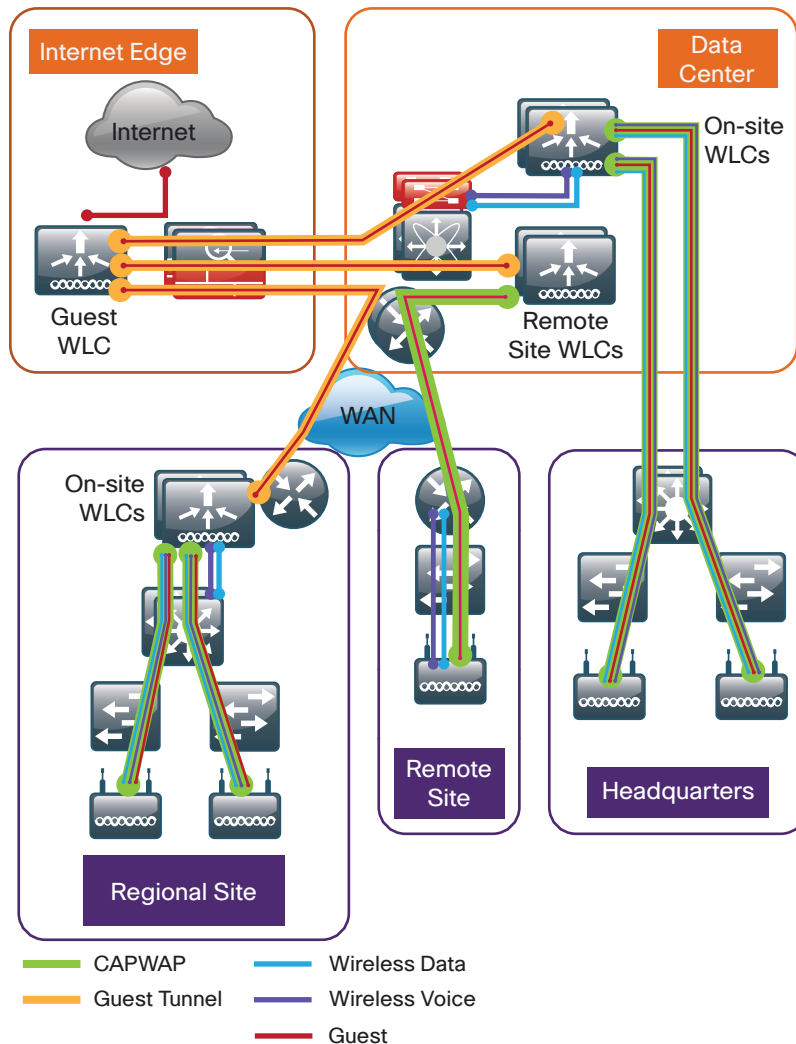 Internet Edge
Data
Center
Internet
On-site
WLCs
Guest
WLC
Remote
Site WLCs
WAN
On-site
WLCs
Remote
Site
Headquarters
Regional Site
CAPWAP
Wireless Data
Guest Tunnel
Wireless Voice
Guest